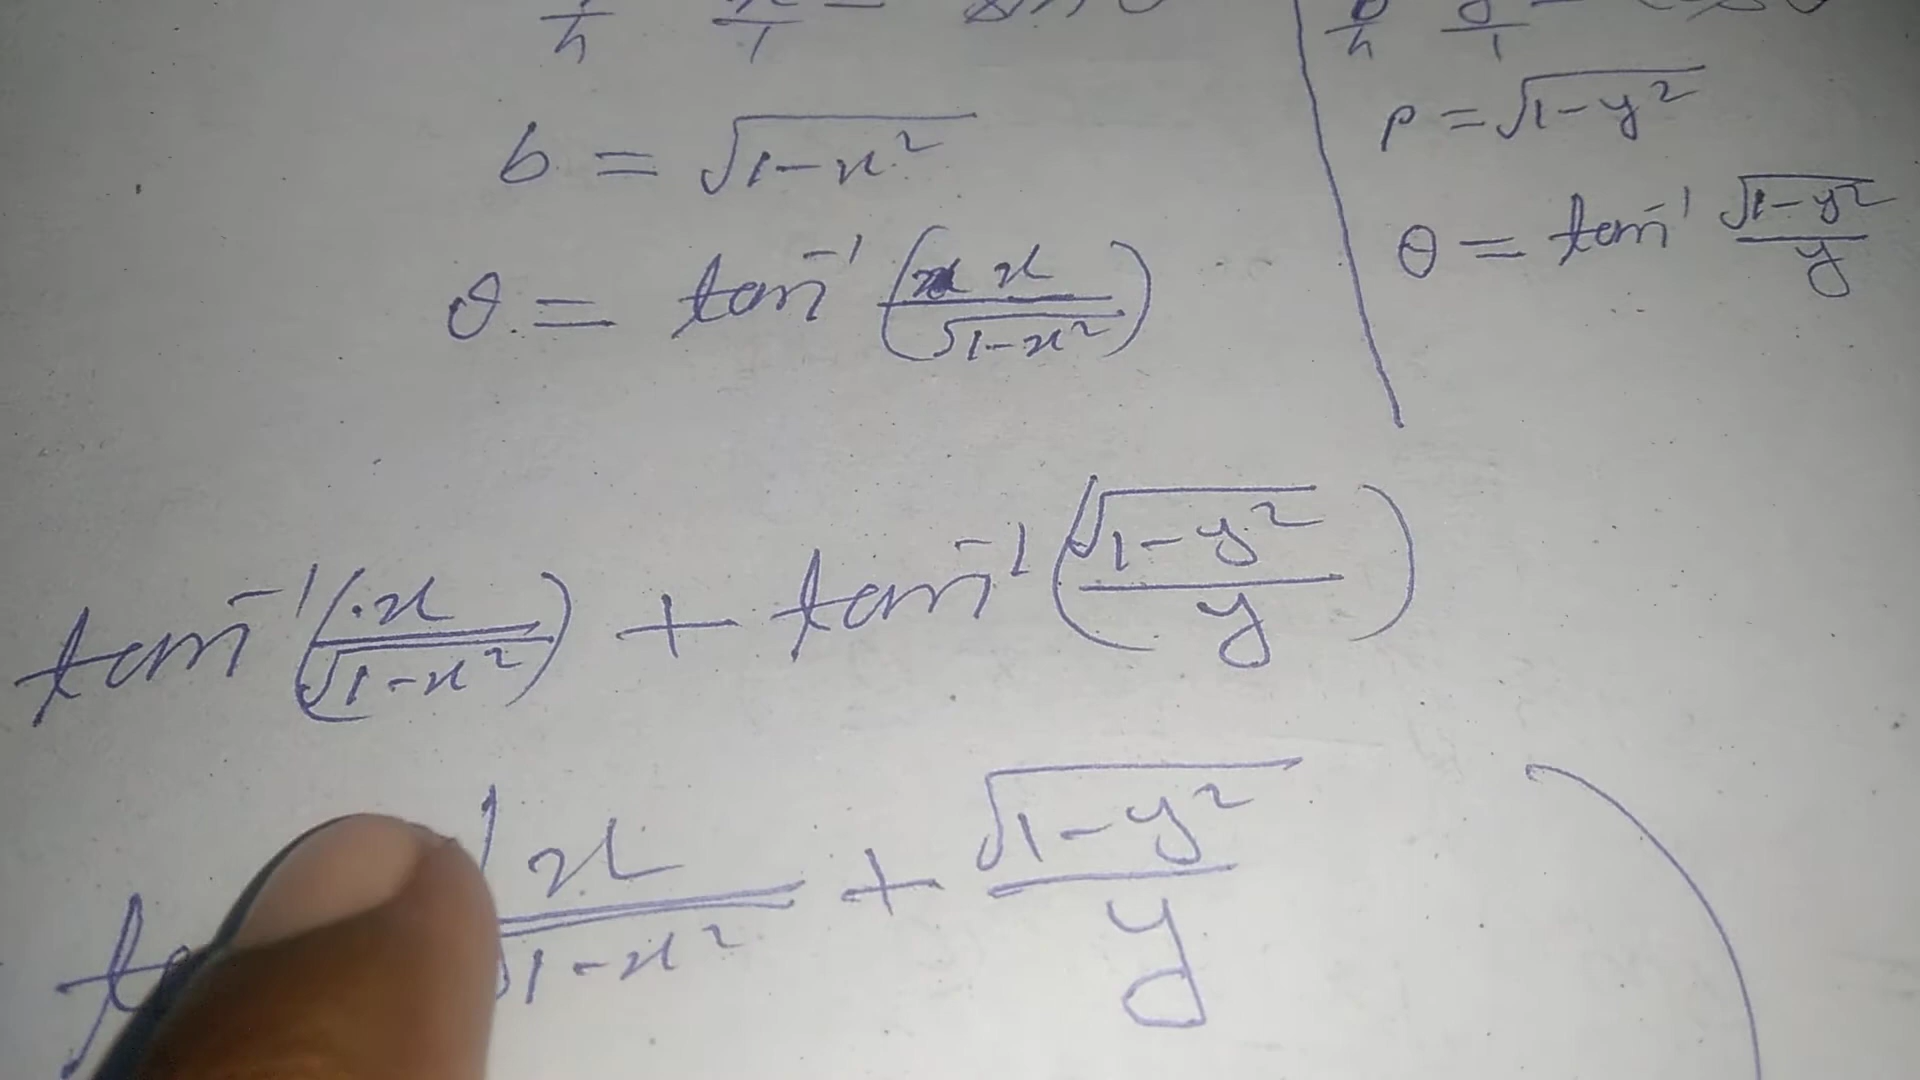 b = √1-x²
θ = tan⁻¹ (x / √1-x²)
p = √1-y²
θ = tan⁻¹ √1-y² / y
tan⁻¹ (x / √1-x²) + tan⁻¹ (√1-y² / y)
x / √1-x² + √1-y² / y